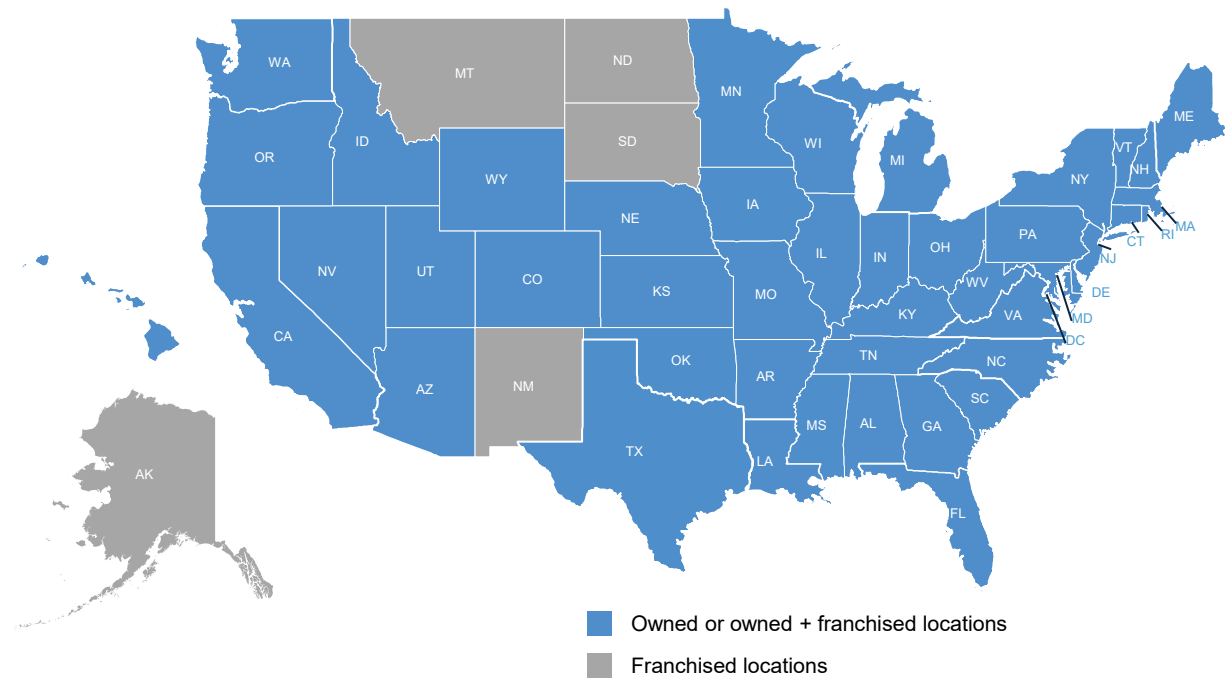 WA
MT
ND
MN
ME
VT
NH
ID
OR
SD
WI
MI
NY
WY
IA
NE
PA
MA
RI
CT
NJ
NV
UT
CO
IL
IN
OH
WV
DE
KS
MO
KY
VA
MD
DC
CA
AZ
NM
OK
AR
TN
NC
SC
MS
AL
GA
TX
LA
FL
AK
Owned or owned + franchised locations
Franchised locations